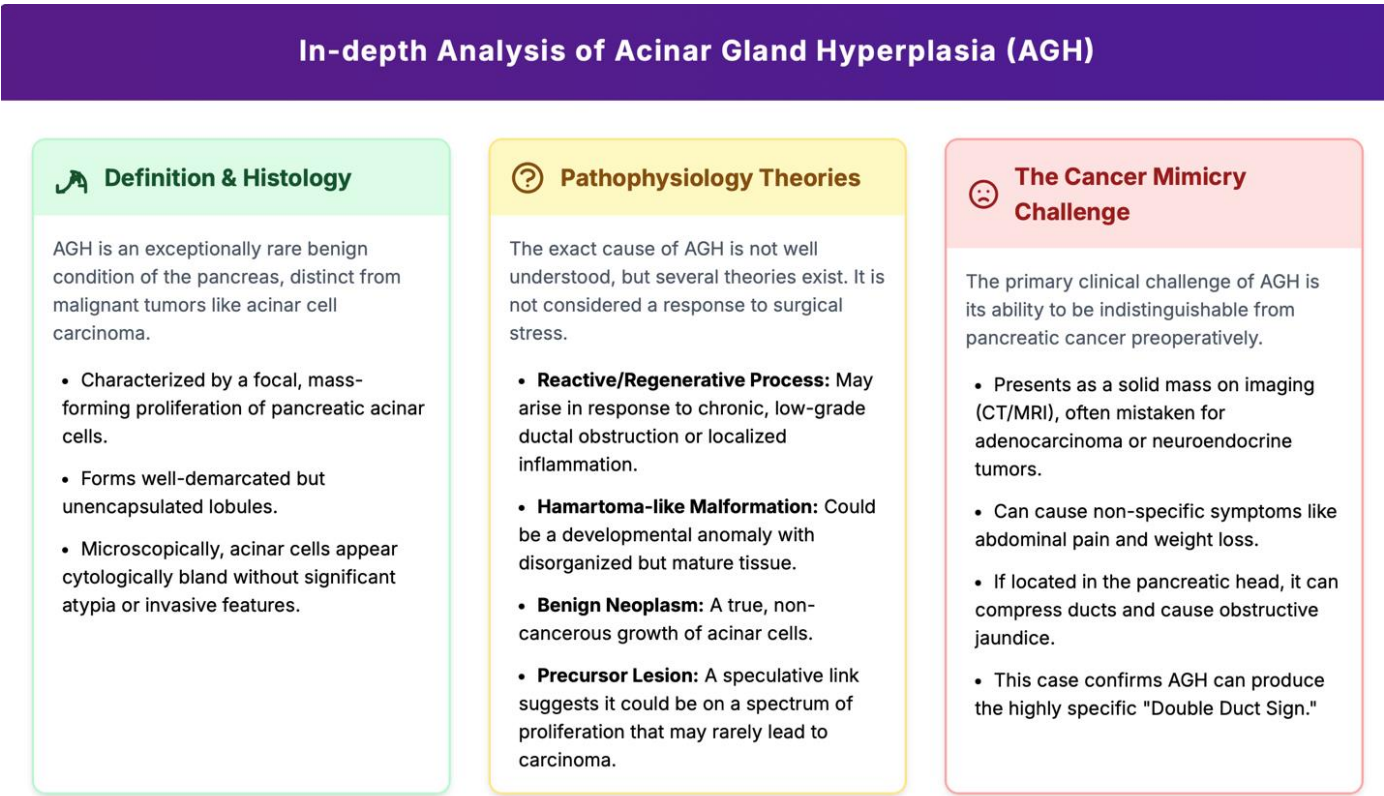 In-depth Analysis of Acinar Gland Hyperplasia (AGH)
Definition & Histology
AGH is an exceptionally rare benign
condition of the pancreas, distinct from
malignant tumors like acinar cell
carcinoma.
• Characterized by a focal, mass-
forming proliferation of pancreatic acinar
cells.
• Forms well-demarcated but
unencapsulated lobules.
• Microscopically, acinar cells appear
cytologically bland without significant
atypia or invasive features.
Pathophysiology Theories
The exact cause of AGH is not well
understood, but several theories exist. It is
not considered a response to surgical
stress.
• Reactive/Regenerative Process: May
arise in response to chronic, low-grade
ductal obstruction or localized
inflammation.
• Hamartoma-like Malformation: Could
be a developmental anomaly with
disorganized but mature tissue.
• Benign Neoplasm: A true, non-
cancerous growth of acinar cells.
• Precursor Lesion: A speculative link
suggests it could be on a spectrum of
proliferation that may rarely lead to
carcinoma.
The Cancer Mimicry
Challenge
The primary clinical challenge of AGH is
its ability to be indistinguishable from
pancreatic cancer preoperatively.
• Presents as a solid mass on imaging
(CT/MRI), often mistaken for
adenocarcinoma or neuroendocrine
tumors.
• Can cause non-specific symptoms like
abdominal pain and weight loss.
• If located in the pancreatic head, it can
compress ducts and cause obstructive
jaundice.
• This case confirms AGH can produce
the highly specific "Double Duct Sign."